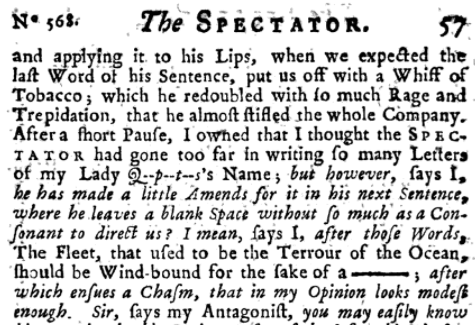 Nº 568. The SPECTATOR. 57
and applying it to his Lips, when we expected the
laſt Word of his Sentence, put us off with a Whiff of
Tobacco; which he redoubled with ſo much Rage and
Trepidation, that he almoſt ſtifled the whole Company.
After a ſhort Pauſe, I owned that I thought the SPEC-
TATOR had gone too far in writing ſo many Letters
of my Lady Q--p--t--s's Name; but however, ſays I,
he has made a little Amends for it in his next Sentence,
where he leaves a blank Space without ſo much as a Con-
ſonant to direct us? I mean, ſays I, after thoſe Words,
The Fleet, that uſed to be the Terrour of the Ocean,
ſhould be Wind-bound for the ſake of a ———; after
which enſues a Chaſm, that in my Opinion looks modeſt
enough. Sir, ſays my Antagoniſt, you may eaſily know